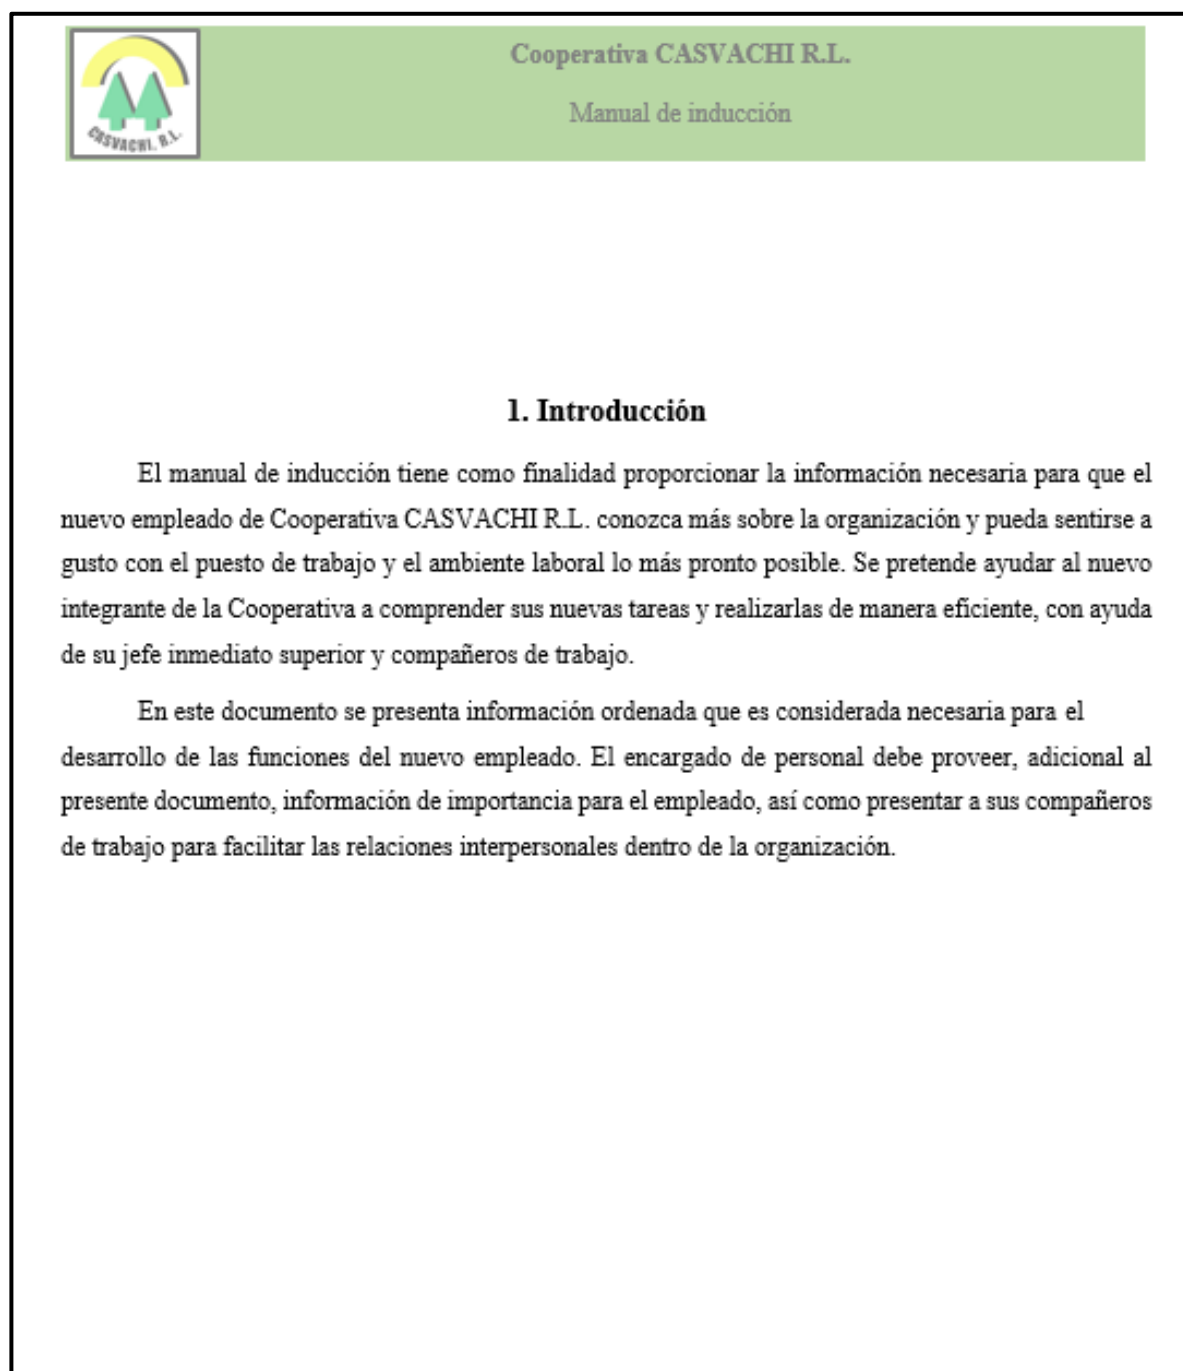 Cooperativa CASVACHI R.L.
Manual de inducción
CASVACHI, R.L.
1. Introducción
El manual de inducción tiene como finalidad proporcionar la información necesaria para que el
nuevo empleado de Cooperativa CASVACHI R.L. conozca más sobre la organización y pueda sentirse a
gusto con el puesto de trabajo y el ambiente laboral lo más pronto posible. Se pretende ayudar al nuevo
integrante de la Cooperativa a comprender sus nuevas tareas y realizarlas de manera eficiente, con ayuda
de su jefe inmediato superior y compañeros de trabajo.
En este documento se presenta información ordenada que es considerada necesaria para el
desarrollo de las funciones del nuevo empleado. El encargado de personal debe proveer, adicional al
presente documento, información de importancia para el empleado, así como presentar a sus compañeros
de trabajo para facilitar las relaciones interpersonales dentro de la organización.